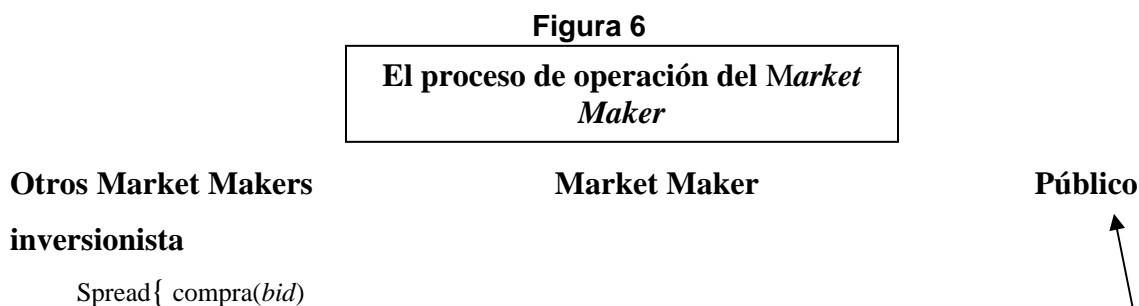 Figura 6
El proceso de operación del Market
Maker
Otros Market Makers Market Maker Público
inversionista
Spread{ compra(bid)